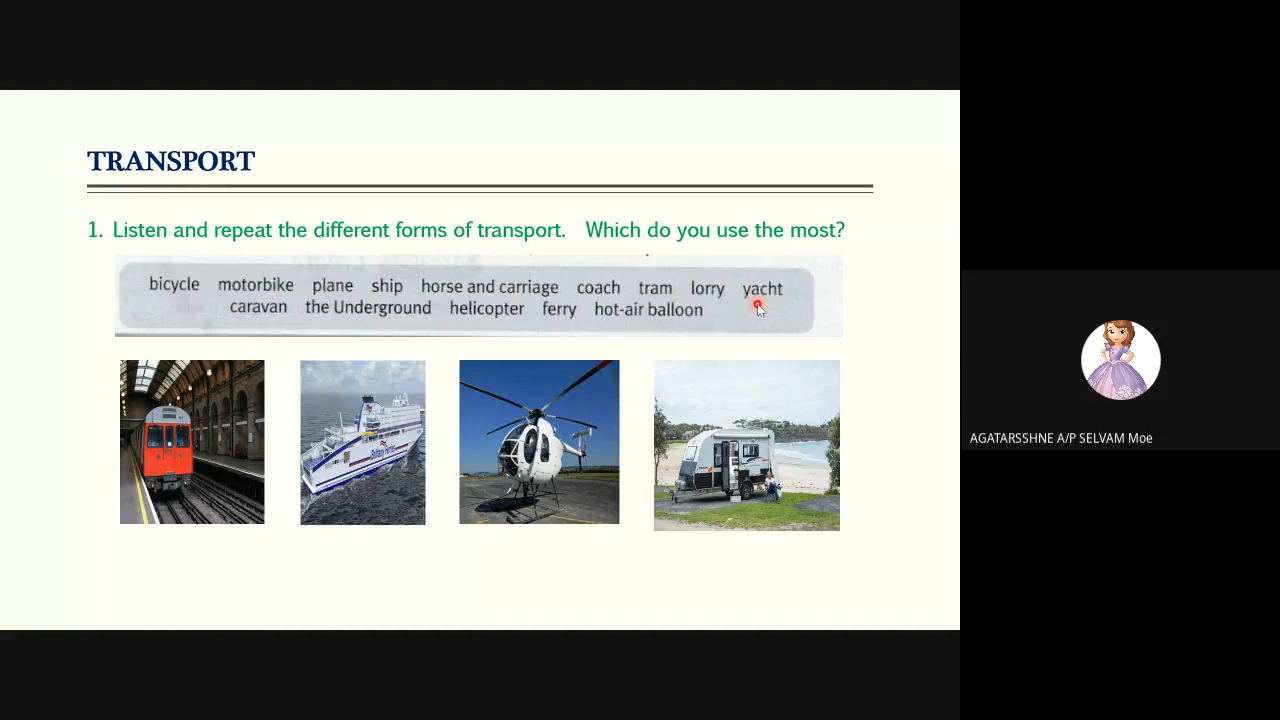 TRANSPORT
1. Listen and repeat the different forms of transport. Which do you use the most?
bicycle motorbike plane ship horse and carriage coach tram lorry yacht
caravan the Underground helicopter ferry hot-air balloon
Brittany Ferries
AGATARSSHNE A/P SELVAM Moe